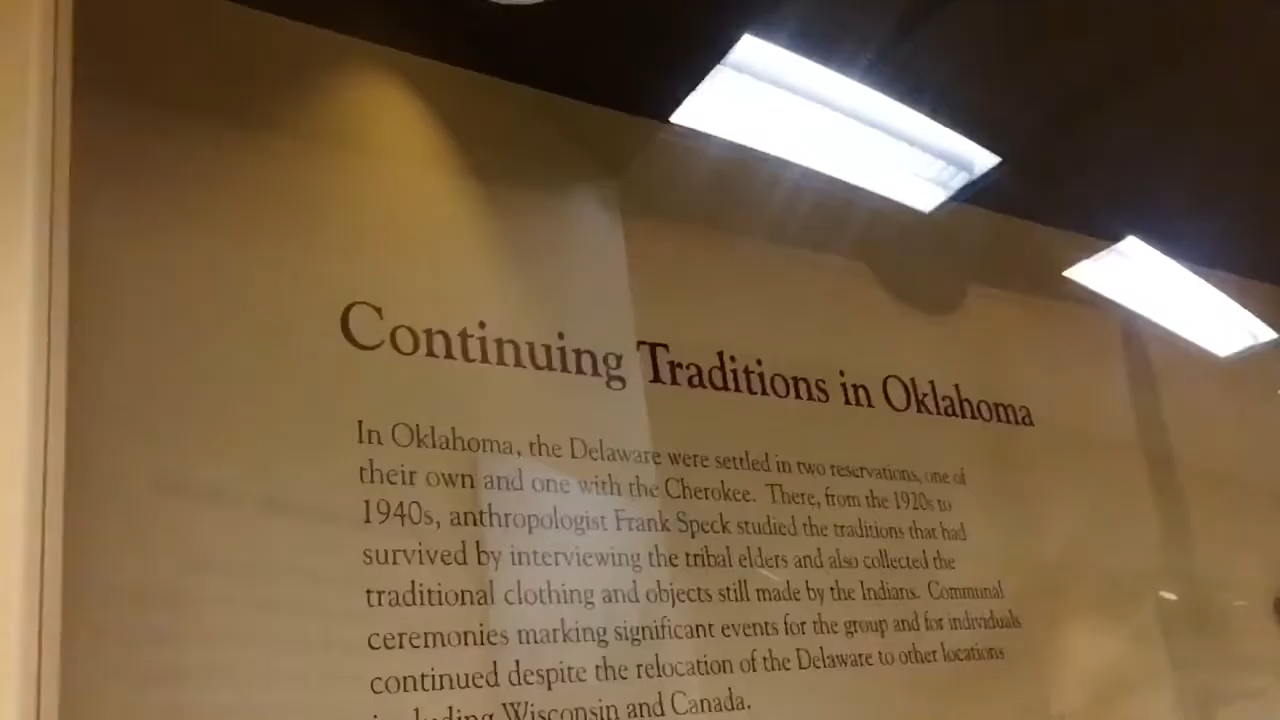 Continuing Traditions in Oklahoma
In Oklahoma, the Delaware were settled in two reservations, one of
their own and one with the Cherokee. There, from the 1920s to
1940s, anthropologist Frank Speck studied the traditions that had
survived by interviewing the tribal elders and also collected the
traditional clothing and objects still made by the Indians. Communal
ceremonies marking significant events for the group and for individuals
continued despite the relocation of the Delaware to other locations
including Wisconsin and Canada.